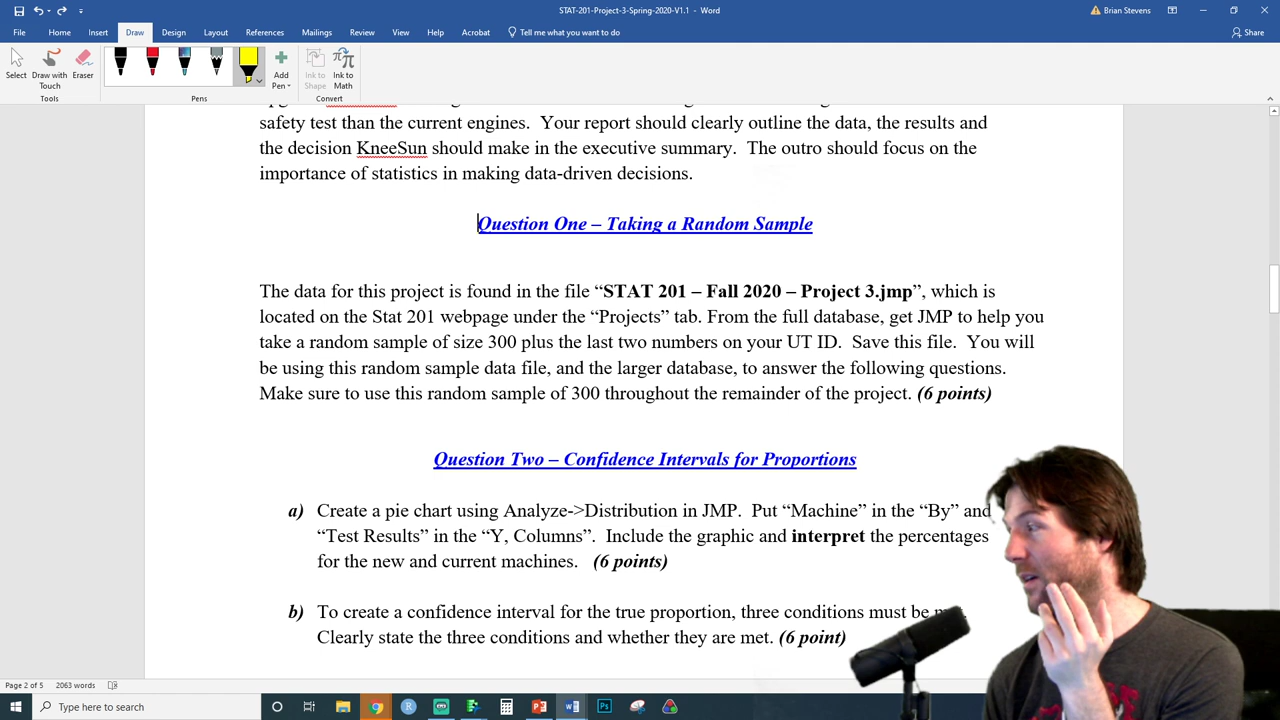 STAT-201-Project-3-Spring-2020-V1.1 - Word
Brian Stevens
File Home Insert Draw Design Layout References Mailings Review View Help Acrobat Tell me what you want to do Share
Select
Draw with Touch
Eraser
Add Pen
Ink to Shape
Ink to Math
Tools
Pens
Convert
safety test than the current engines. Your report should clearly outline the data, the results and
the decision KneeSun should make in the executive summary. The outro should focus on the
importance of statistics in making data-driven decisions.
Question One – Taking a Random Sample
The data for this project is found in the file “STAT 201 – Fall 2020 – Project 3.jmp”, which is
located on the Stat 201 webpage under the “Projects” tab. From the full database, get JMP to help you
take a random sample of size 300 plus the last two numbers on your UT ID. Save this file. You will
be using this random sample data file, and the larger database, to answer the following questions.
Make sure to use this random sample of 300 throughout the remainder of the project. (6 points)
Question Two – Confidence Intervals for Proportions
a) Create a pie chart using Analyze->Distribution in JMP. Put “Machine” in the “By” and
“Test Results” in the “Y, Columns”. Include the graphic and interpret the percentages
for the new and current machines. (6 points)
b) To create a confidence interval for the true proportion, three conditions must be
Clearly state the three conditions and whether they are met. (6 point)
Page 2 of 5 2063 words
Type here to search